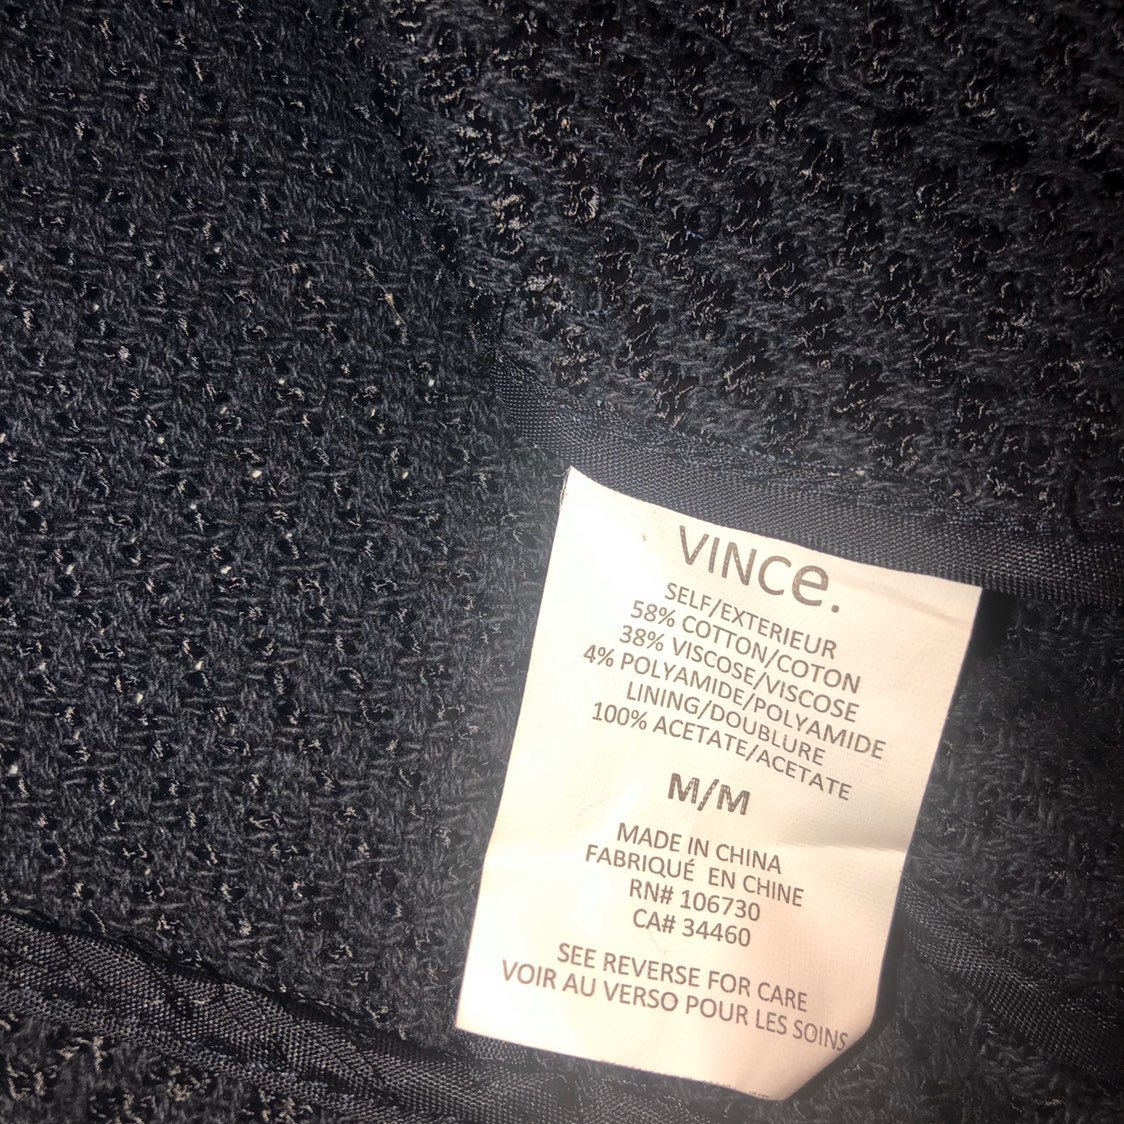 VINCe.
SELF/EXTERIEUR
58% COTTON/COTON
38% VISCOSE/VISCOSE
4% POLYAMIDE/POLYAMIDE
LINING/DOUBLURE
100% ACETATE/ACETATE
M/M
MADE IN CHINA
FABRIQUÉ EN CHINE
RN# 106730
CA# 34460
SEE REVERSE FOR CARE
VOIR AU VERSO POUR LES SOINS